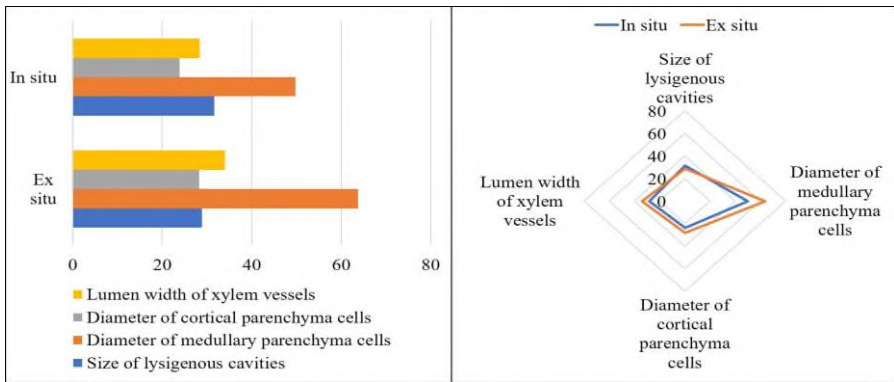 In situ
Ex
situ
0 20 40 60 80
Lumen width of xylem vessels
Diameter of cortical parenchyma cells
Diameter of medullary parenchyma cells
Size of lysigenous cavities
In situ Ex situ
Size of
lysigenous
cavities
80
60
40
20
0
Lumen width
of xylem
vessels
Diameter of
medullary
parenchyma
cells
Diameter of
cortical
parenchyma
cells